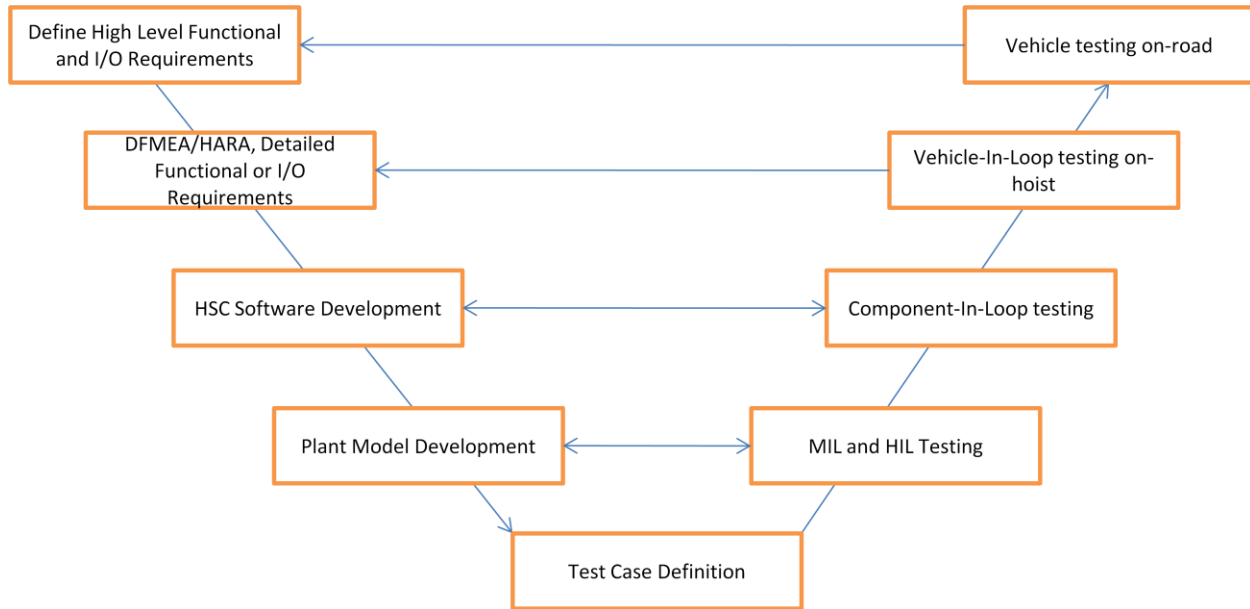 Define High Level Functional
and I/O Requirements
Vehicle testing on-road
DFMEA/HARA, Detailed
Functional or I/O
Requirements
Vehicle-In-Loop testing on-
hoist
HSC Software Development
Component-In-Loop testing
Plant Model Development
MIL and HIL Testing
Test Case Definition